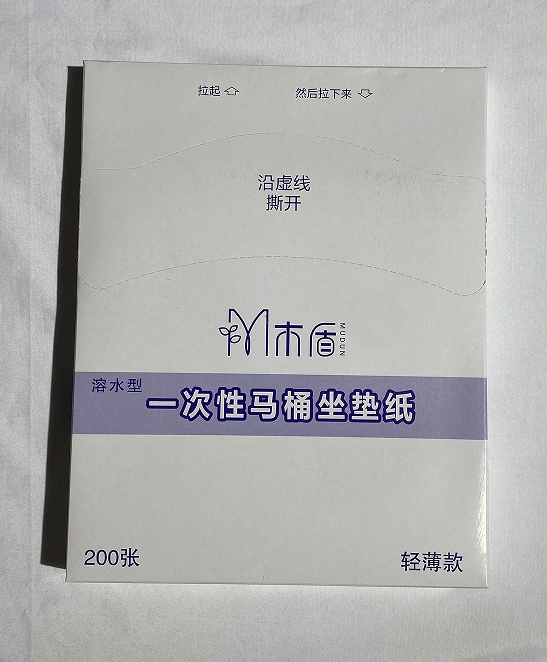 拉起 然后拉下来
沿虚线
撕开
木盾 MUDUN
溶水型
一次性马桶坐垫纸
200张 轻薄款